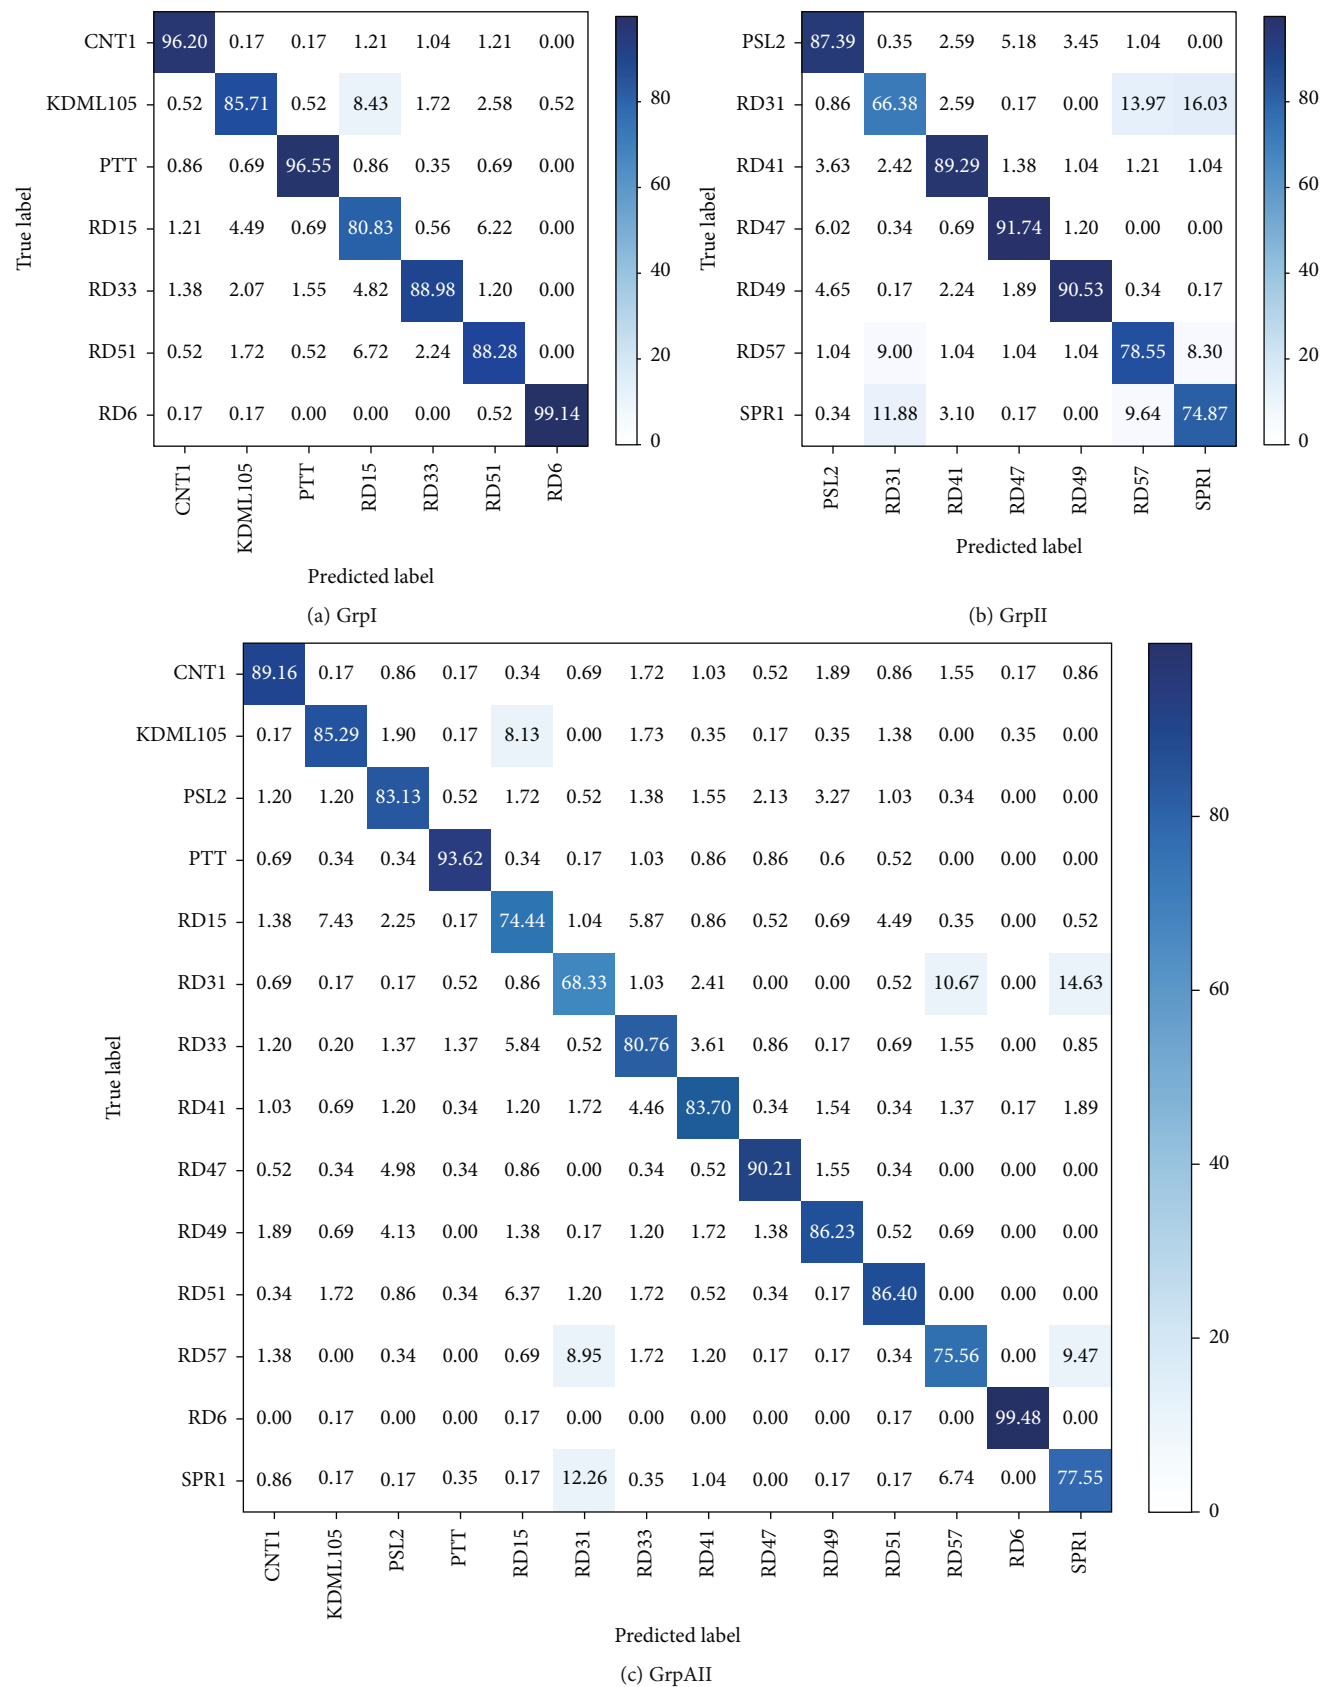 CNT1 96.20 0.17 0.17 1.21 1.04 1.21 0.00
KDML105 0.52 85.71 0.52 8.43 1.72 2.58 0.52
PTT 0.86 0.69 96.55 0.86 0.35 0.69 0.00
RD15 1.21 4.49 0.69 80.83 0.56 6.22 0.00
RD33 1.38 2.07 1.55 4.82 88.98 1.20 0.00
RD51 0.52 1.72 0.52 6.72 2.24 88.28 0.00
RD6 0.17 0.17 0.00 0.00 0.00 0.52 99.14
True label
CNT1 KDML105 PTT RD15 RD33 RD51 RD6
Predicted label
80
60
40
20
0
(a) GrpI
PSL2 87.39 0.35 2.59 5.18 3.45 1.04 0.00
RD31 0.86 66.38 2.59 0.17 0.00 13.97 16.03
RD41 3.63 2.42 89.29 1.38 1.04 1.21 1.04
RD47 6.02 0.34 0.69 91.74 1.20 0.00 0.00
RD49 4.65 0.17 2.24 1.89 90.53 0.34 0.17
RD57 1.04 9.00 1.04 1.04 1.04 78.55 8.30
SPR1 0.34 11.88 3.10 0.17 0.00 9.64 74.87
True label
PSL2 RD31 RD41 RD47 RD49 RD57 SPR1
Predicted label
80
60
40
20
0
(b) GrpII
CNT1 89.16 0.17 0.86 0.17 0.34 0.69 1.72 1.03 0.52 1.89 0.86 1.55 0.17 0.86
KDML105 0.17 85.29 1.90 0.17 8.13 0.00 1.73 0.35 0.17 0.35 1.38 0.00 0.35 0.00
PSL2 1.20 1.20 83.13 0.52 1.72 0.52 1.38 1.55 2.13 3.27 1.03 0.34 0.00 0.00
PTT 0.69 0.34 0.34 93.62 0.34 0.17 1.03 0.86 0.86 0.6 0.52 0.00 0.00 0.00
RD15 1.38 7.43 2.25 0.17 74.44 1.04 5.87 0.86 0.52 0.69 4.49 0.35 0.00 0.52
RD31 0.69 0.17 0.17 0.52 0.86 68.33 1.03 2.41 0.00 0.00 0.52 10.67 0.00 14.63
RD33 1.20 0.20 1.37 1.37 5.84 0.52 80.76 3.61 0.86 0.17 0.69 1.55 0.00 0.85
RD41 1.03 0.69 1.20 0.34 1.20 1.72 4.46 83.70 0.34 1.54 0.34 1.37 0.17 1.89
RD47 0.52 0.34 4.98 0.34 0.86 0.00 0.34 0.52 90.21 1.55 0.34 0.00 0.00 0.00
RD49 1.89 0.69 4.13 0.00 1.38 0.17 1.20 1.72 1.38 86.23 0.52 0.69 0.00 0.00
RD51 0.34 1.72 0.86 0.34 6.37 1.20 1.72 0.52 0.34 0.17 86.40 0.00 0.00 0.00
RD57 1.38 0.00 0.34 0.00 0.69 8.95 1.72 1.20 0.17 0.17 0.34 75.56 0.00 9.47
RD6 0.00 0.17 0.00 0.00 0.17 0.00 0.00 0.00 0.00 0.00 0.17 0.00 99.48 0.00
SPR1 0.86 0.17 0.17 0.35 0.17 12.26 0.35 1.04 0.00 0.17 0.17 6.74 0.00 77.55
True label
CNT1 KDML105 PSL2 PTT RD15 RD31 RD33 RD41 RD47 RD49 RD51 RD57 RD6 SPR1
Predicted label
80
60
40
20
0
(c) GrpAII